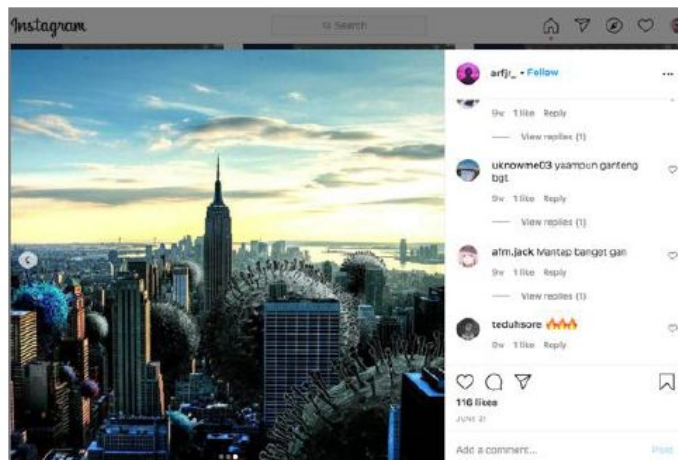 Instagram
Search
arfjr_ • Follow
9w 1 like Reply
View replies (1)
uknowme03 yaampun ganteng
bgt
9w 1 like Reply
View replies (1)
afm.jack Mantap banget gan
9w 1 like Reply
View replies (1)
teduhsore 🔥🔥🔥
9w 1 like Reply
116 likes
JUNE 21
Add a comment...
Post